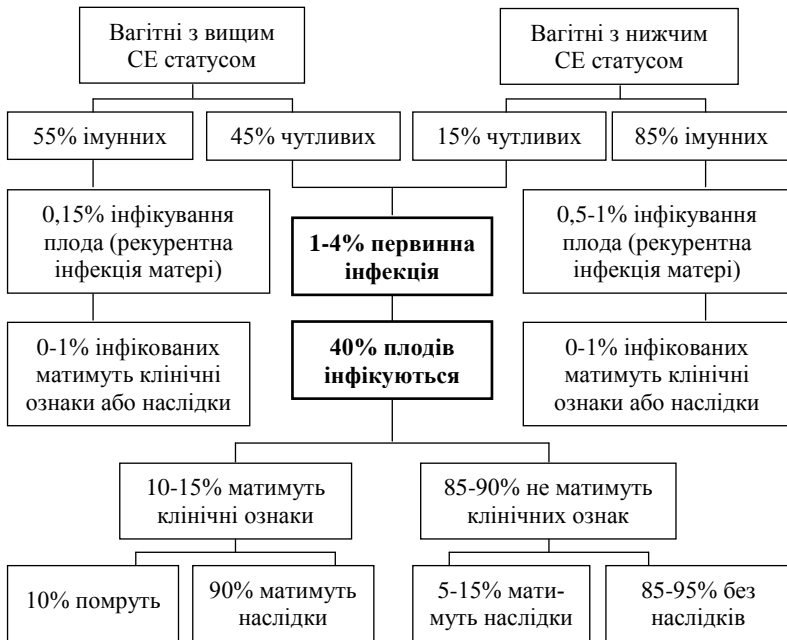 Вагітні з вищим
СЕ статусом
Вагітні з нижчим
СЕ статусом
55% імунних
45% чутливих
15% чутливих
85% імунних
0,15% інфікування
плода (рекурентна
інфекція матері)
1-4% первинна
інфекція
0,5-1% інфікування
плода (рекурентна
інфекція матері)
0-1% інфікованих
матимуть клінічні
ознаки або наслідки
40% плодів
інфікуються
0-1% інфікованих
матимуть клінічні
ознаки або наслідки
10-15% матимуть
клінічні ознаки
85-90% не матимуть
клінічних ознак
10% помруть
90% матимуть
наслідки
5-15% мати-
муть наслідки
85-95% без
наслідків